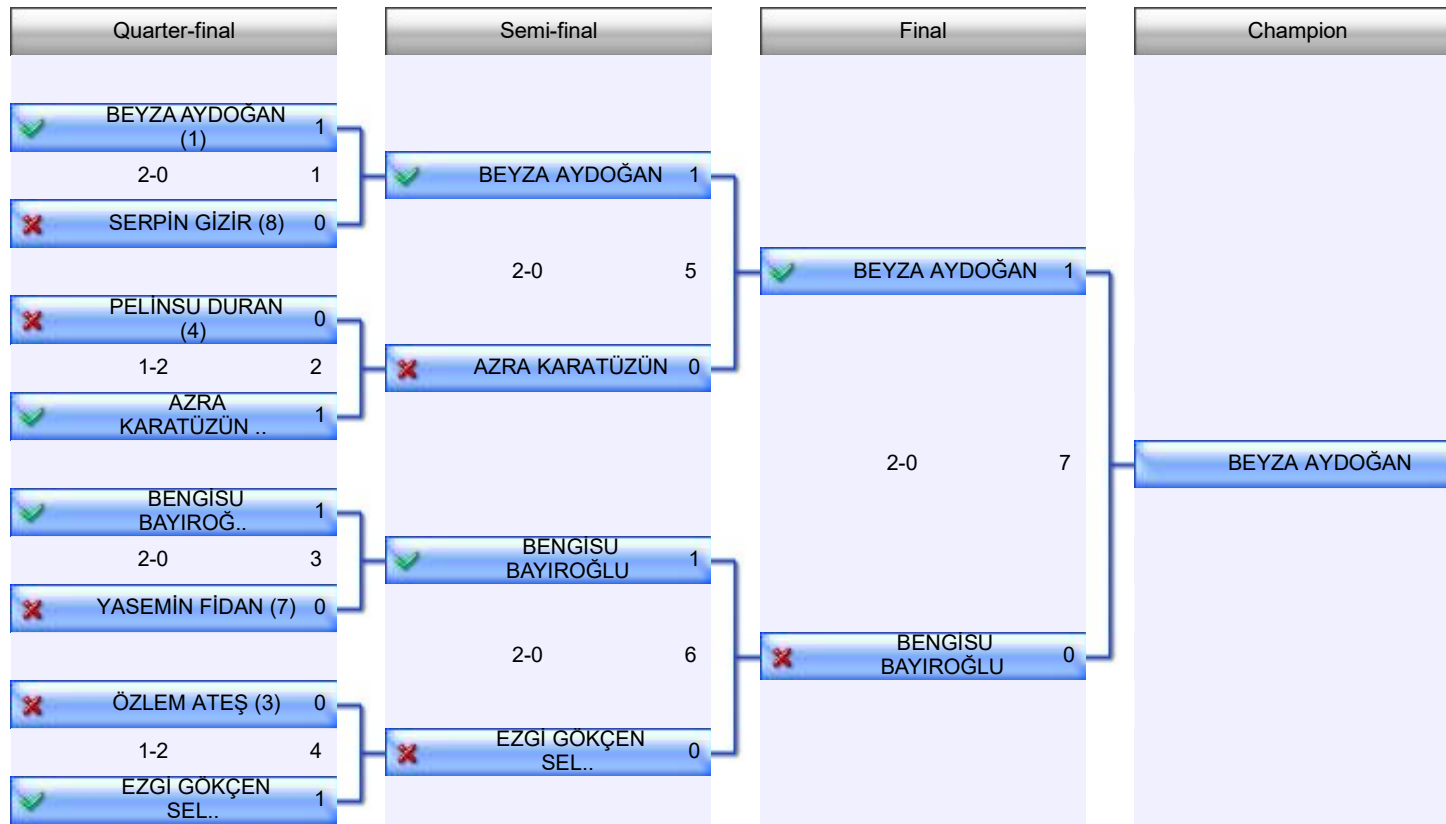 Quarter-final
Semi-final
Final
Champion
BEYZA AYDOĞAN
(1)
1
2-0 1
SERPİN GİZİR (8) 0
PELİNSU DURAN
(4)
0
1-2 2
AZRA
KARATÜZÜN ..
1
BENGİSU
BAYIROĞ..
1
2-0 3
YASEMİN FİDAN (7) 0
ÖZLEM ATEŞ (3) 0
1-2 4
EZGİ GÖKÇEN
SEL..
1
BEYZA AYDOĞAN 1
2-0 5
AZRA KARATÜZÜN 0
BENGİSU
BAYIROĞLU
1
2-0 6
EZGİ GÖKÇEN
SEL..
0
BEYZA AYDOĞAN 1
2-0 7
BENGİSU
BAYIROĞLU
0
BEYZA AYDOĞAN